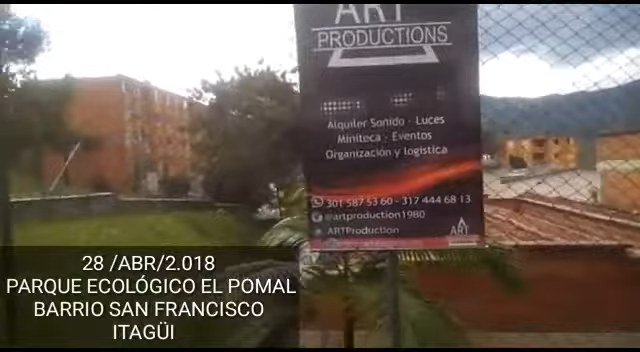 ART
PRODUCTIONS
Alquiler Sonido - Luces
Miniteca - Eventos
Organización y logística
301 587 53 60 - 317 444 68 13
@artproduction1980
ARTProduction
ART
28 /ABR/2.018
PARQUE ECOLÓGICO EL POMAL
BARRIO SAN FRANCISCO
ITAGÜI